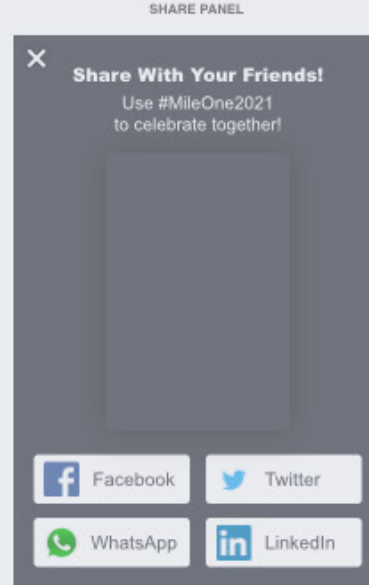 SHARE PANEL
Share With Your Friends!
Use #MileOne2021
to celebrate together!
Facebook
Twitter
WhatsApp
LinkedIn